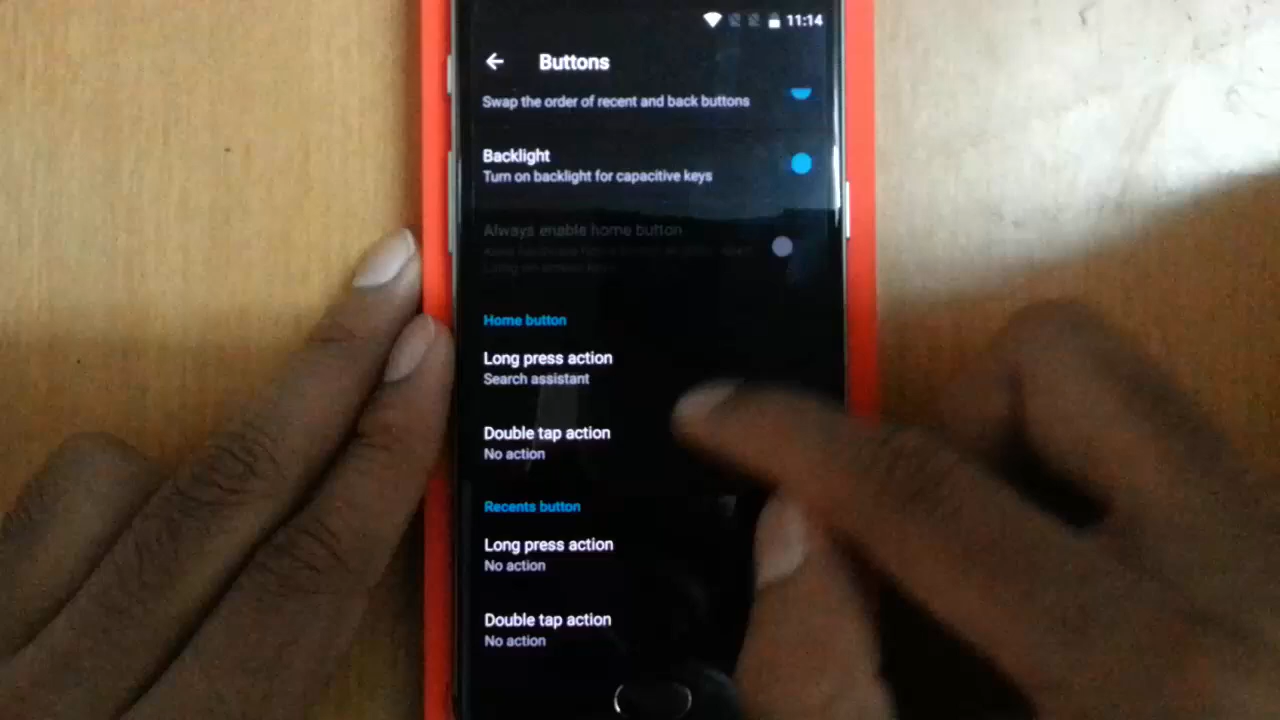 11:14
Buttons
Swap the order of recent and back buttons
Backlight
Turn on backlight for capacitive keys
Always enable home button
Home button
Long press action
Search assistant
Double tap action
No action
Recents button
Long press action
No action
Double tap action
No action